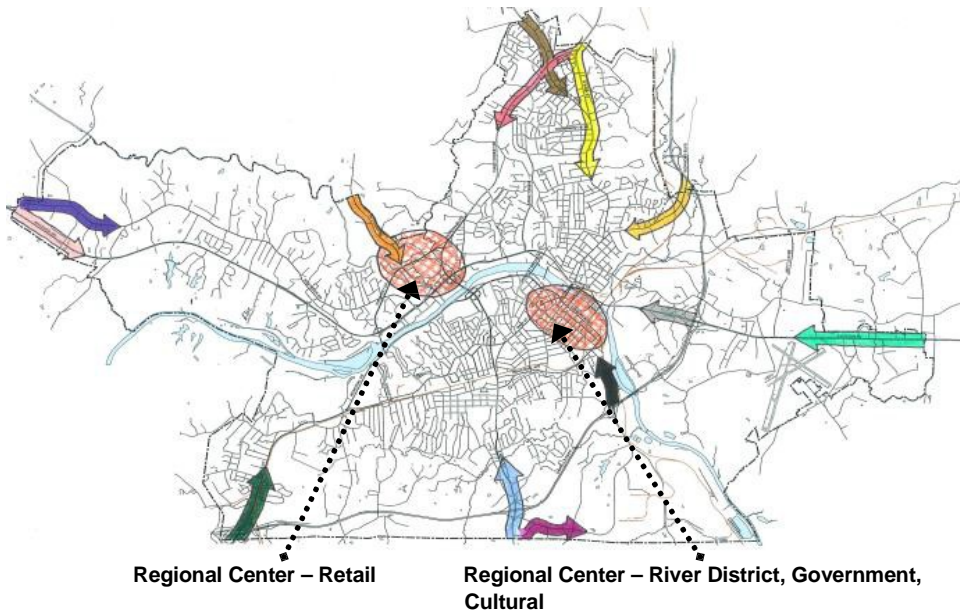 Regional Center – Retail
Regional Center – River District, Government,
Cultural